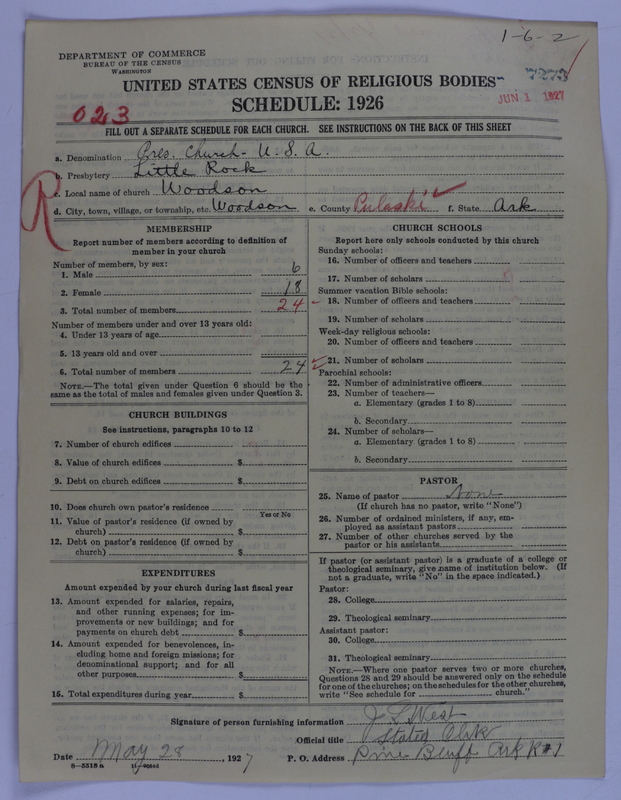 1-6-2
DEPARTMENT OF COMMERCE
BUREAU OF THE CENSUS
WASHINGTON
7273
JUN 1 1927
UNITED STATES CENSUS OF RELIGIOUS BODIES
SCHEDULE: 1926
023
FILL OUT A SEPARATE SCHEDULE FOR EACH CHURCH. SEE INSTRUCTIONS ON THE BACK OF THIS SHEET
R
a. Denomination Pres. Church - U. S. A.
b. Presbytery Little Rock
c. Local name of church Woodson
d. City, town, village, or township, etc. Woodson e. County Pulaski f. State Ark
MEMBERSHIP
Report number of members according to definition of
member in your church
Number of members, by sex:
1. Male 6
2. Female 18
3. Total number of members 24
Number of members under and over 13 years old:
4. Under 13 years of age
5. 13 years old and over
6. Total number of members 24
NOTE.—The total given under Question 6 should be the
same as the total of males and females given under Question 3.
CHURCH BUILDINGS
See instructions, paragraphs 10 to 12
7. Number of church edifices
8. Value of church edifices $
9. Debt on church edifices $
10. Does church own pastor's residence
Yes or No
11. Value of pastor's residence (if owned by
church) $
12. Debt on pastor's residence (if owned by
church) $
EXPENDITURES
Amount expended by your church during last fiscal year
13. Amount expended for salaries, repairs,
and other running expenses; for im-
provements or new buildings; and for
payments on church debt $
14. Amount expended for benevolences, in-
cluding home and foreign missions; for
denominational support; and for all
other purposes $
15. Total expenditures during year $
CHURCH SCHOOLS
Report here only schools conducted by this church
Sunday schools:
16. Number of officers and teachers
17. Number of scholars
Summer vacation Bible schools:
18. Number of officers and teachers
19. Number of scholars
Week-day religious schools:
20. Number of officers and teachers
21. Number of scholars
Parochial schools:
22. Number of administrative officers
23. Number of teachers—
a. Elementary (grades 1 to 8)
b. Secondary
24. Number of scholars—
a. Elementary (grades 1 to 8)
b. Secondary
PASTOR
25. Name of pastor None
(If church has no pastor, write "None")
26. Number of ordained ministers, if any, em-
ployed as assistant pastors
27. Number of other churches served by the
pastor or his assistants
If pastor (or assistant pastor) is a graduate of a college or
theological seminary, give name of institution below. (If
not a graduate, write "No" in the space indicated.)
Pastor:
28. College
29. Theological seminary
Assistant pastor:
30. College
31. Theological seminary
NOTE.—Where one pastor serves two or more churches,
Questions 28 and 29 should be answered only on the schedule
for one of the churches; on the schedules for the other churches,
write "See schedule for church."
Signature of person furnishing information J L West
Official title Stated Clrk
Date May 28, 1927 P. O. Address Pine Bluff Ark R#1
8—5518a